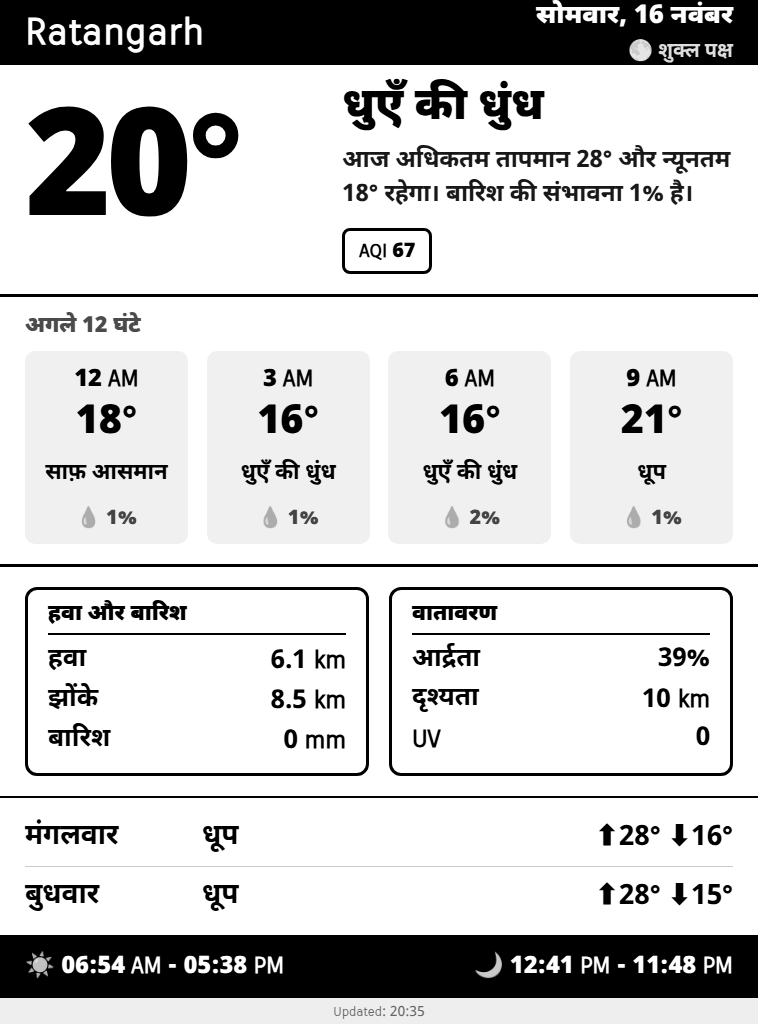 Ratangarh
सोमवार, 16 नवंबर
शुक्ल पक्ष
20°
धुएँ की धुंध
आज अधिकतम तापमान 28° और न्यूनतम
18° रहेगा। बारिश की संभावना 1% है।
AQI 67
अगले 12 घंटे
12 AM
18°
साफ़ आसमान
1%
3 AM
16°
धुएँ की धुंध
1%
6 AM
16°
धुएँ की धुंध
2%
9 AM
21°
धूप
1%
हवा और बारिश
हवा 6.1 km
झोंके 8.5 km
बारिश 0 mm
वातावरण
आर्द्रता 39%
दृश्यता 10 km
UV 0
मंगलवार धूप ⬆28° ⬇16°
बुधवार धूप ⬆28° ⬇15°
06:54 AM - 05:38 PM
12:41 PM - 11:48 PM
Updated: 20:35